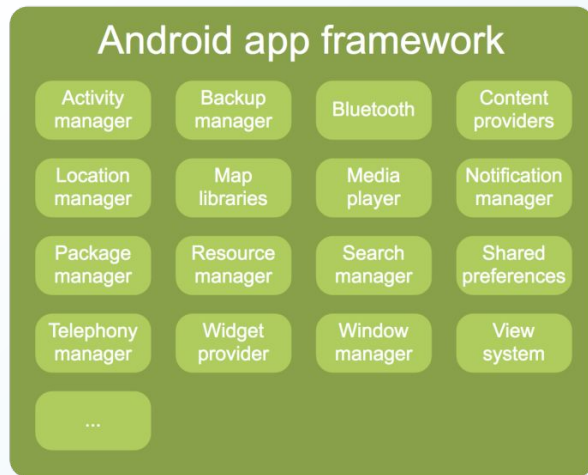 Android app framework
Activity
manager
Backup
manager
Bluetooth
Content
providers
Location
manager
Map
libraries
Media
player
Notification
manager
Package
manager
Resource
manager
Search
manager
Shared
preferences
Telephony
manager
Widget
provider
Window
manager
View
system
...